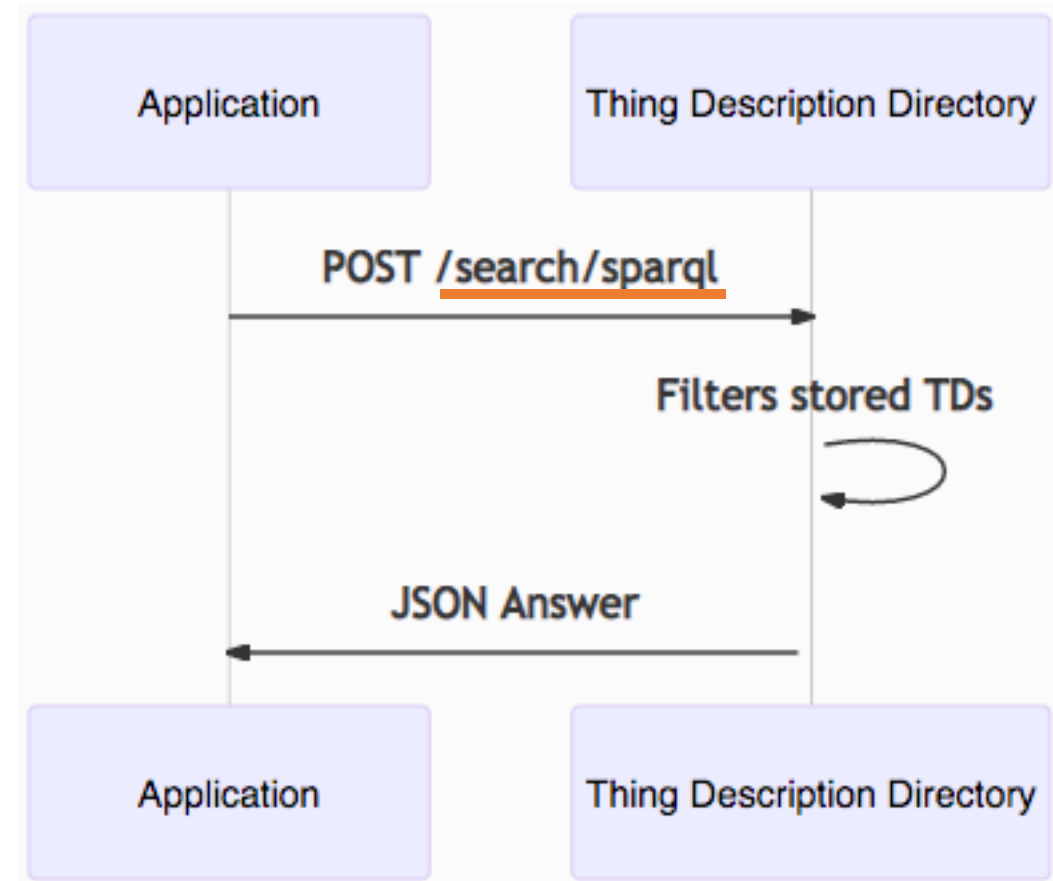 Application
Thing Description Directory
POST /search/sparql
Filters stored TDs
JSON Answer
Application
Thing Description Directory